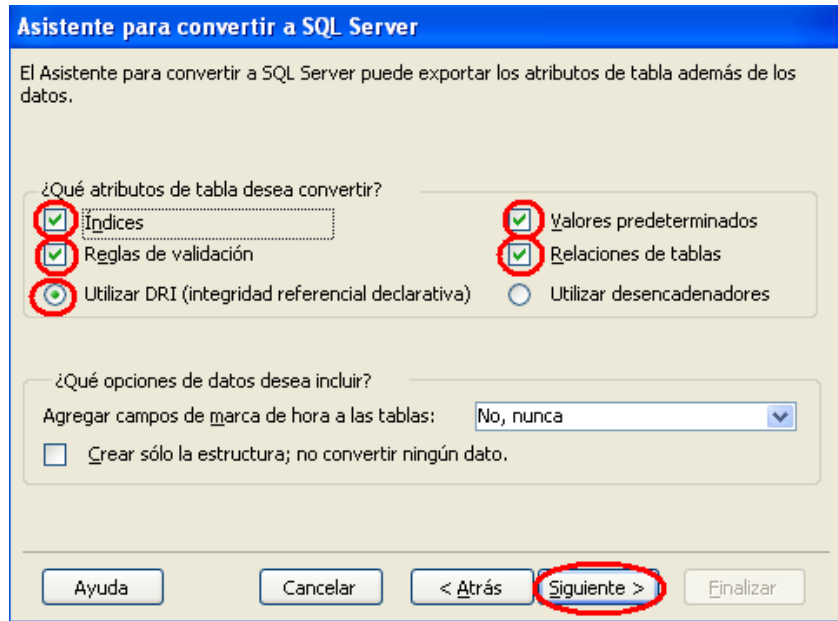 Asistente para convertir a SQL Server
El Asistente para convertir a SQL Server puede exportar los atributos de tabla además de los
datos.
¿Qué atributos de tabla desea convertir?
Índices
Valores predeterminados
Reglas de validación
Relaciones de tablas
Utilizar DRI (integridad referencial declarativa)
Utilizar desencadenadores
¿Qué opciones de datos desea incluir?
Agregar campos de marca de hora a las tablas:
No, nunca
Crear sólo la estructura; no convertir ningún dato.
Ayuda
Cancelar
< Atrás
Siguiente >
Finalizar